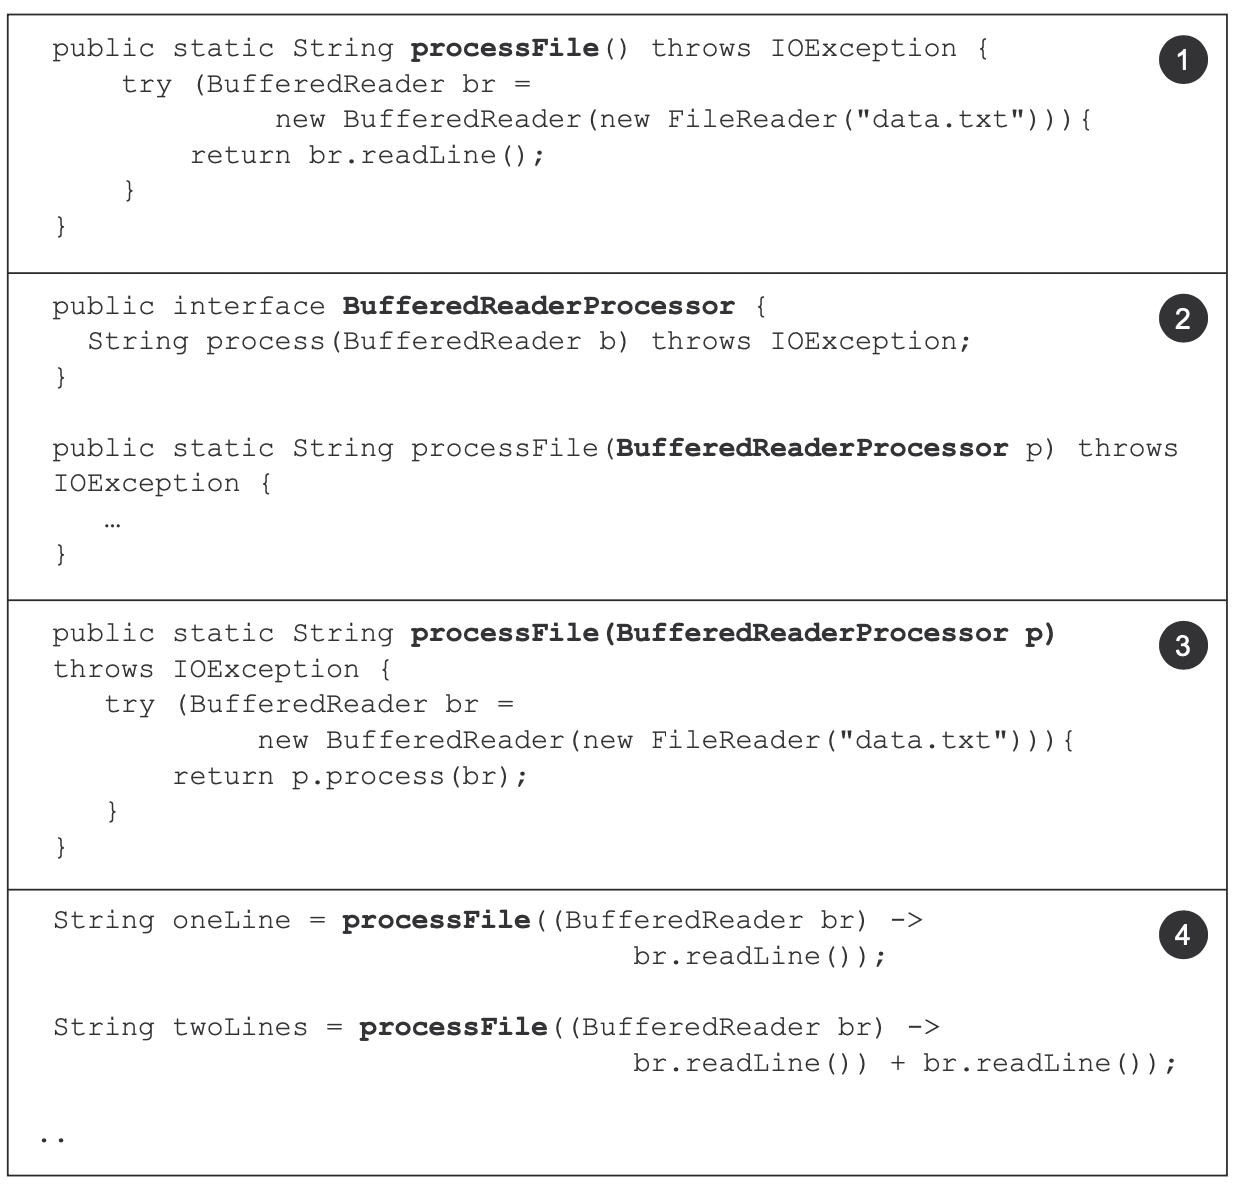 public static String processFile() throws IOException {
1
try (BufferedReader br =
new BufferedReader(new FileReader("data.txt"))){
return br.readLine();
}
}
public interface BufferedReaderProcessor {
2
String process(BufferedReader b) throws IOException;
}
public static String processFile(BufferedReaderProcessor p) throws
IOException {
…
}
public static String processFile(BufferedReaderProcessor p)
3
throws IOException {
try (BufferedReader br =
new BufferedReader(new FileReader("data.txt"))){
return p.process(br);
}
}
String oneLine = processFile((BufferedReader br) ->
4
br.readLine());
String twoLines = processFile((BufferedReader br) ->
br.readLine()) + br.readLine());
..